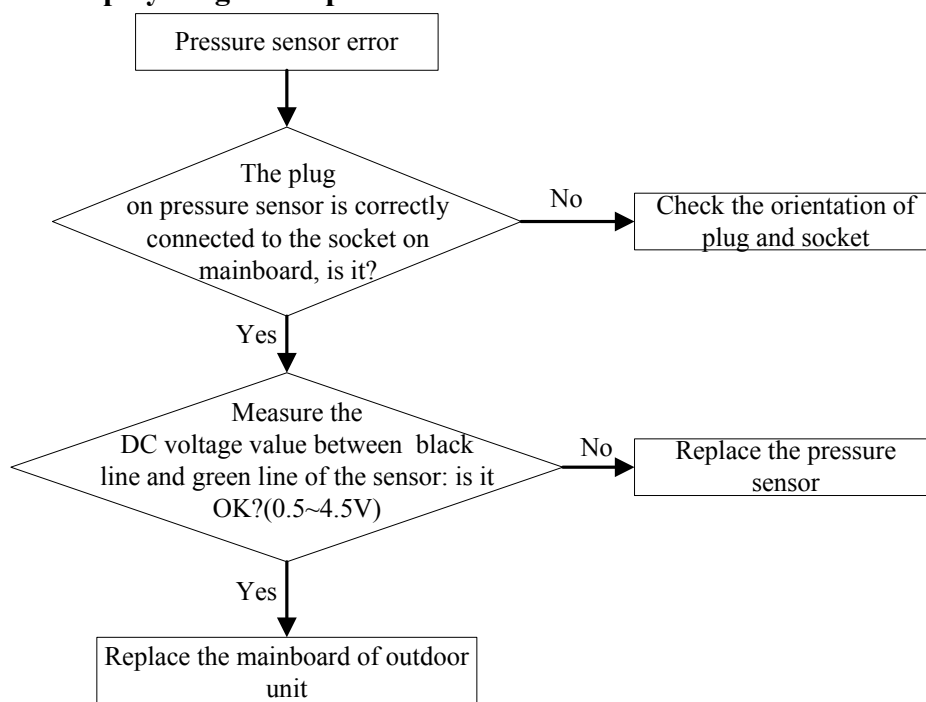 Pressure sensor error
The plug
on pressure sensor is correctly
connected to the socket on
mainboard, is it?
No
Check the orientation of
plug and socket
Yes
Measure the
DC voltage value between black
line and green line of the sensor: is it
OK?(0.5~4.5V)
No
Replace the pressure
sensor
Yes
Replace the mainboard of outdoor
unit